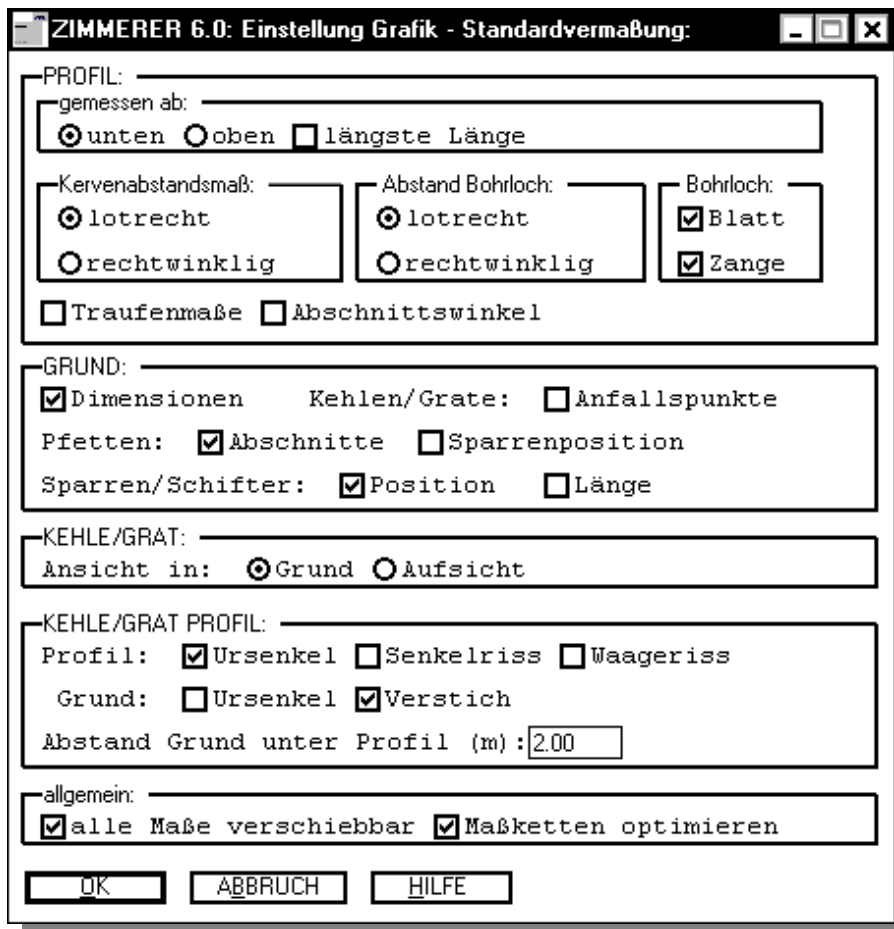 ZIMMERER 6.0: Einstellung Grafik - Standardvermaßung:
PROFIL:
gemessen ab:
unten oben längste Länge
Kervenabstandsmaß: Abstand Bohrloch: Bohrloch:
lotrecht lotrecht Blatt
rechtwinklig rechtwinklig Zange
Traufenmaße Abschnittswinkel
GRUND:
Dimensionen Kehlen/Grate: Anfallspunkte
Pfetten: Abschnitte Sparrenposition
Sparren/Schifter: Position Länge
KEHLE/GRAT:
Ansicht in: Grund Aufsicht
KEHLE/GRAT PROFIL:
Profil: Ursenkel Senkelriss Waageriss
Grund: Ursenkel Verstich
Abstand Grund unter Profil (m): 2.00
allgemein:
alle Maße verschiebbar Maßketten optimieren
OK ABBRUCH HILFE